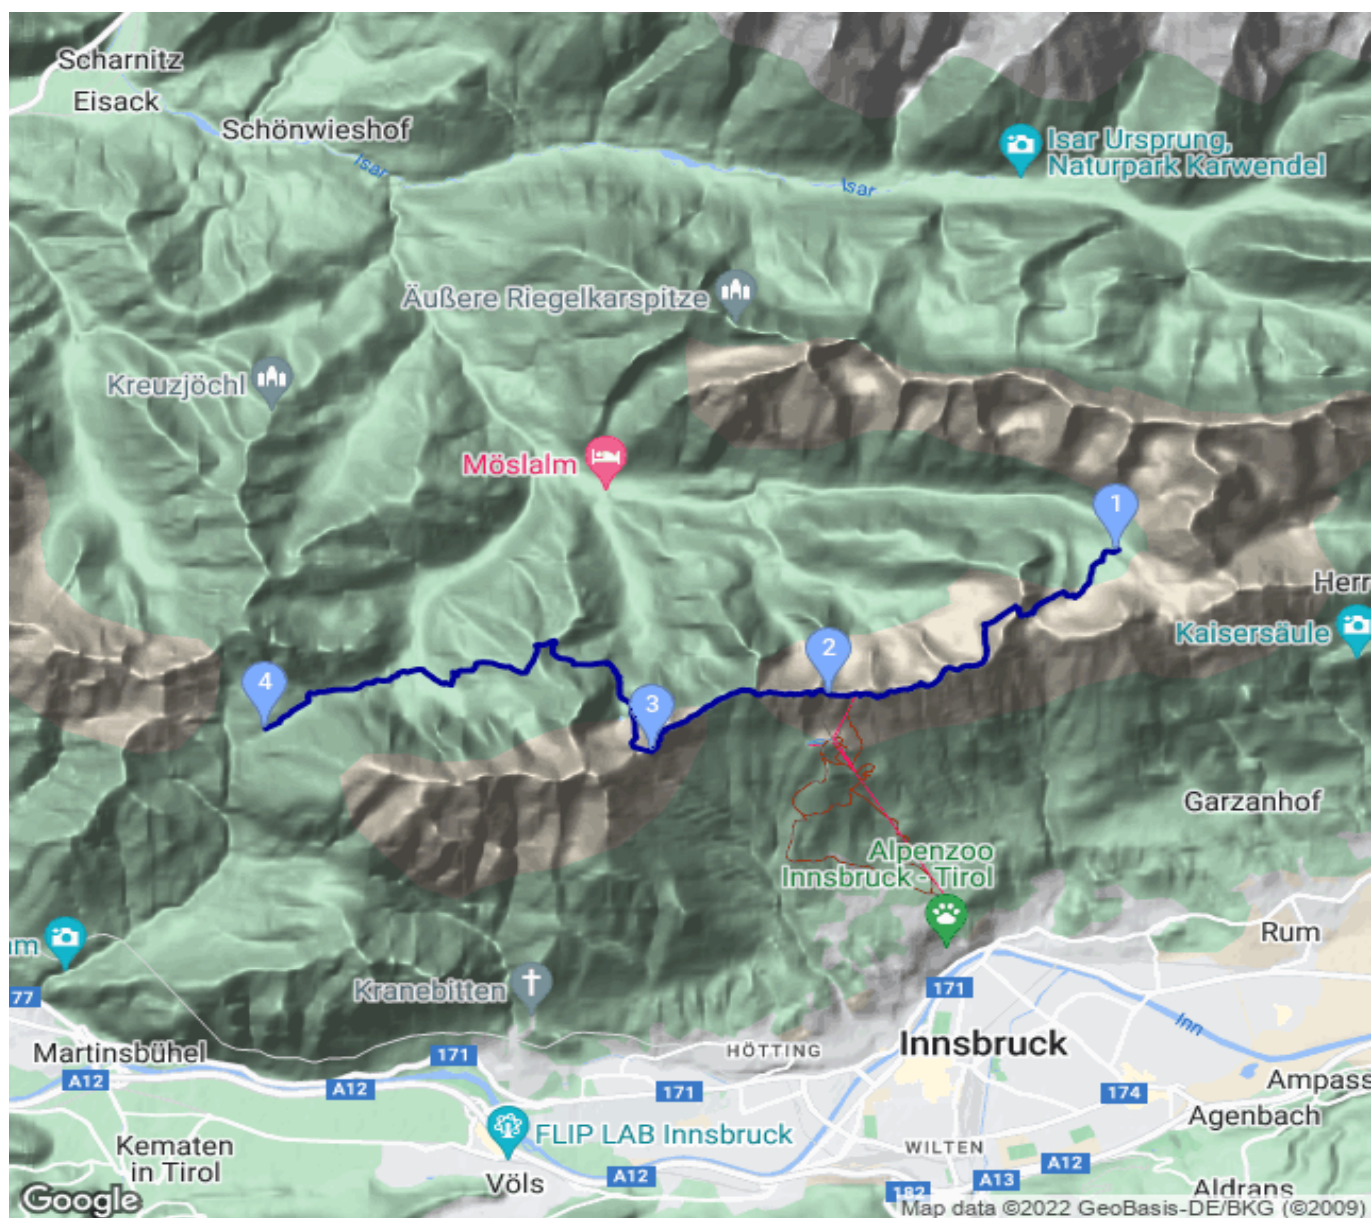 Scharnitz
Eisack
Schönwieshof
Isar
Isar
Isar Ursprung,
Naturpark Karwendel
Äußere Riegelkarspitze
Kreuzjöchl
Möslalm
1
2
3
4
Herr
Kaisersäule
Garzanhof
Alpenzoo
Innsbruck - Tirol
Rum
m
Kranebitten
171
77
Inn
Innsbruck
HÖTTING
Martinsbühel
171
A12
A12
171
174
Ampass
Agenbach
FLIP LAB Innsbruck
Kematen
in Tirol
WILTEN
A12
A12
A13
Völs
182
Aldrans
Google
Map data ©2022 GeoBasis-DE/BKG (©2009)